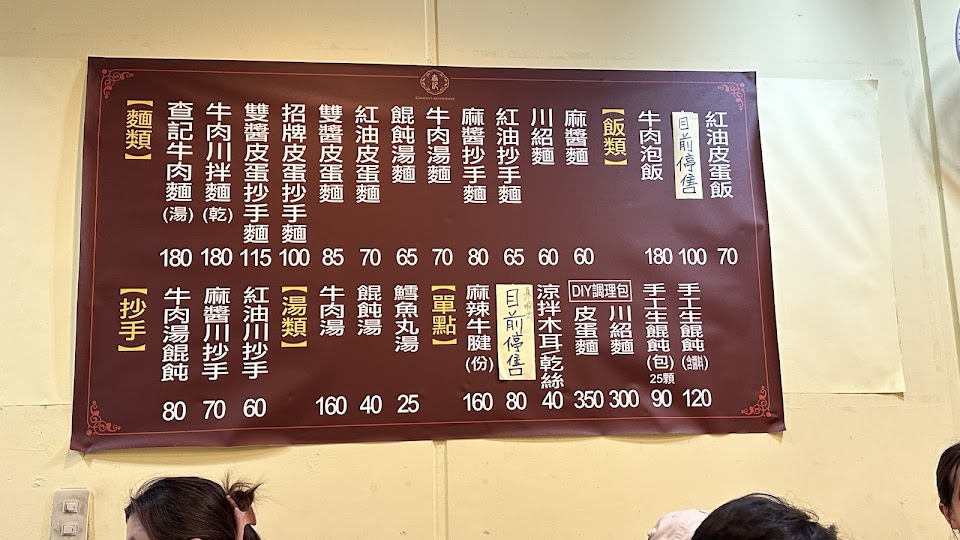 【麵類】
查記牛肉麵(湯) 180
牛肉川拌麵(乾) 180
雙醬皮蛋抄手麵 115
招牌皮蛋抄手麵 100
雙醬皮蛋麵 85
紅油皮蛋麵 70
餛飩湯麵 65
牛肉湯麵 70
麻醬抄手麵 80
紅油抄手麵 65
川紹麵 60
麻醬麵 60
【飯類】
牛肉泡飯 180
目前停售 100
紅油皮蛋飯 70
【抄手】
牛肉湯餛飩 80
麻醬川抄手 70
紅油川抄手 60
【湯類】
牛肉湯 160
餛飩湯 40
鱈魚丸湯 25
【單點】
麻辣牛腱(份) 160
目前停售 80
涼拌木耳乾絲 40
DIY調理包
皮蛋麵 350
川紹麵 300
手工生餛飩(包) 25顆 90
手工生餛飩 120